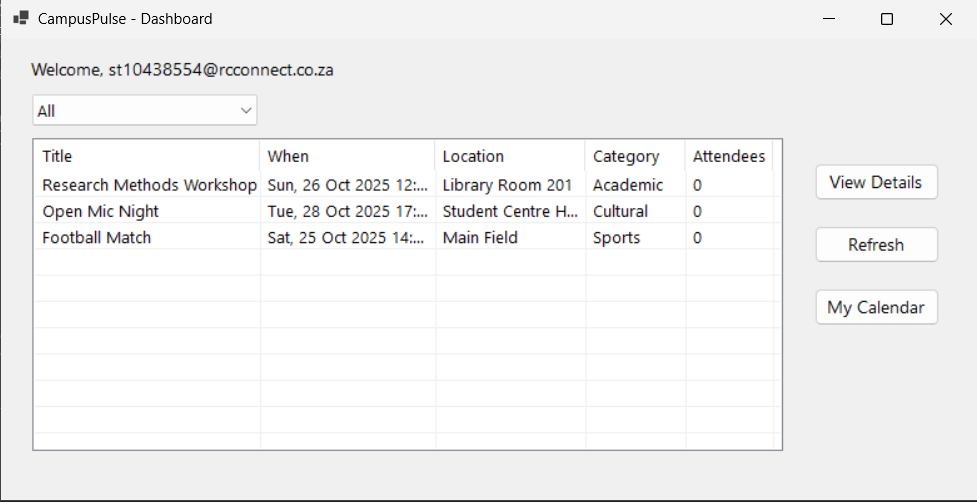 CampusPulse - Dashboard
Welcome, st10438554@rcconnect.co.za
All
Title When Location Category Attendees
Research Methods Workshop Sun, 26 Oct 2025 12:... Library Room 201 Academic 0
Open Mic Night Tue, 28 Oct 2025 17:... Student Centre H... Cultural 0
Football Match Sat, 25 Oct 2025 14:... Main Field Sports 0
View Details
Refresh
My Calendar